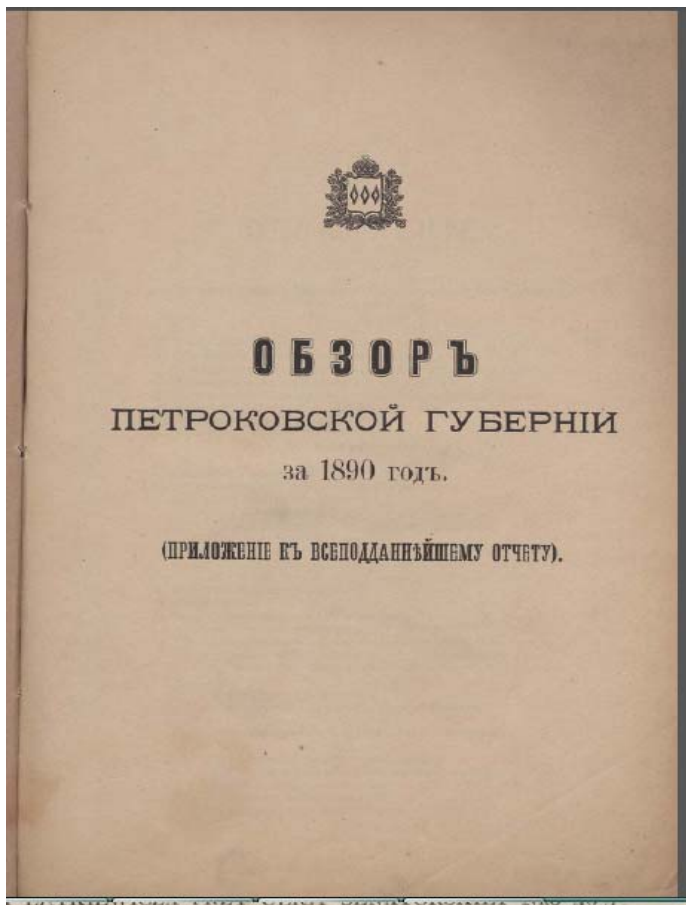 ОБЗОРЪ
ПЕТРОКОВСКОЙ ГУБЕРНІИ
за 1890 годъ.
(ПРИЛОЖЕНІЕ КЪ ВСЕПОДДАННѢЙШЕМУ ОТЧЕТУ).